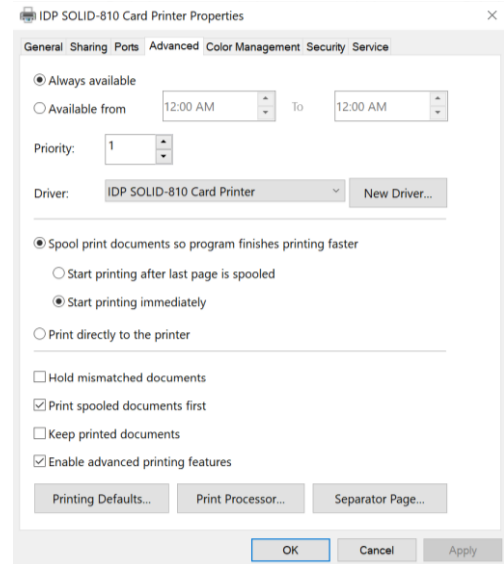 IDP SOLID-810 Card Printer Properties
General Sharing Ports Advanced Color Management Security Service
Always available
Available from 12:00 AM To 12:00 AM
Priority: 1
Driver: IDP SOLID-810 Card Printer New Driver...
Spool print documents so program finishes printing faster
Start printing after last page is spooled
Start printing immediately
Print directly to the printer
Hold mismatched documents
Print spooled documents first
Keep printed documents
Enable advanced printing features
Printing Defaults... Print Processor... Separator Page...
OK Cancel Apply